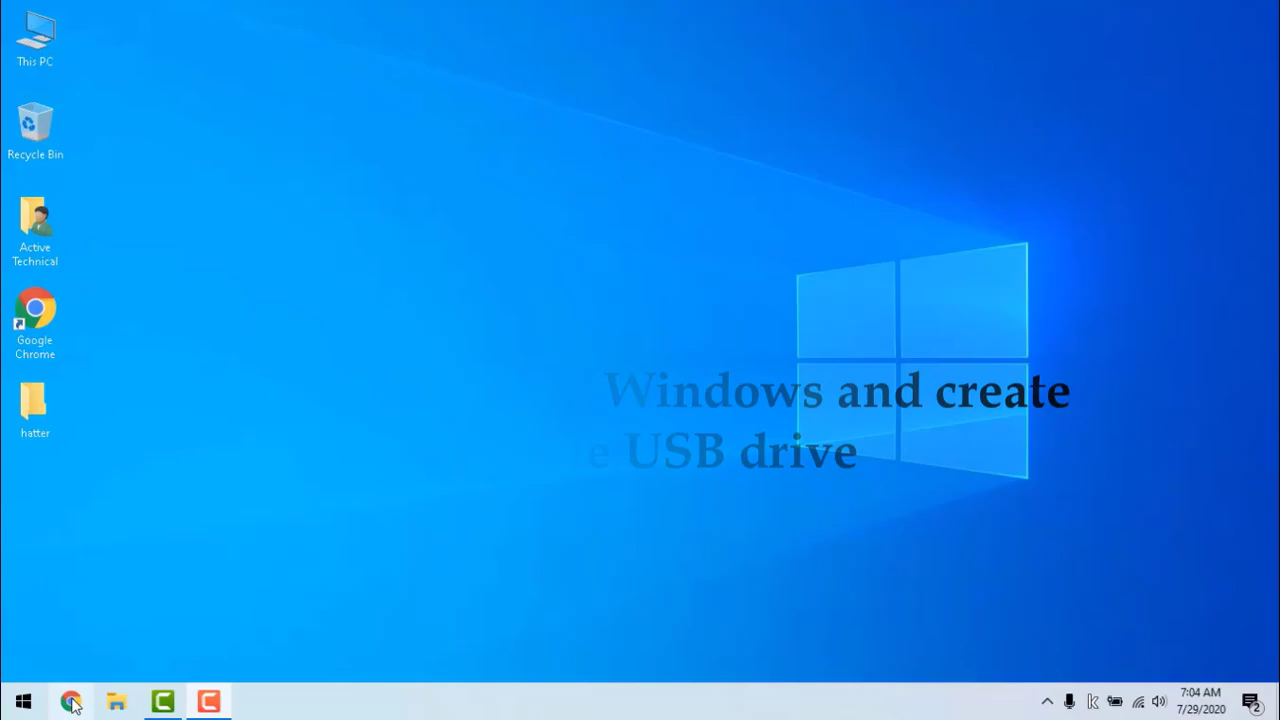 This PC
Recycle Bin
Active
Technical
Google
Chrome
hatter
Windows and create
USB drive
7:04 AM
7/29/2020
2